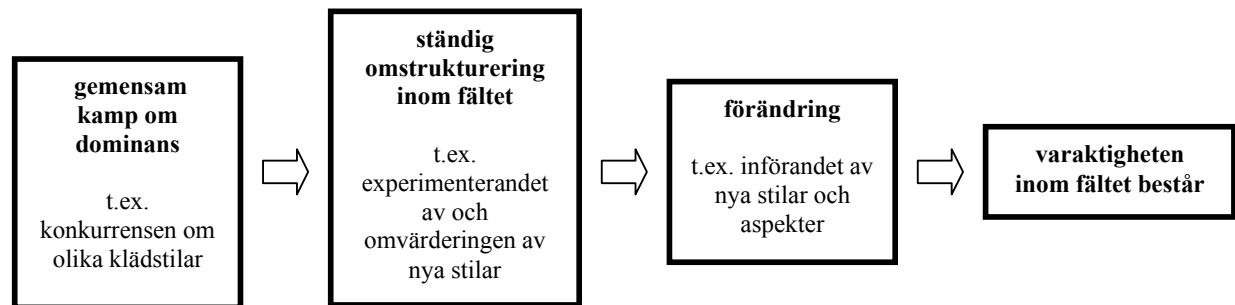 gemensam
kamp om
dominans
t.ex.
konkurrensen om
olika klädstilar
ständig
omstrukturering
inom fältet
t.ex.
experimenterandet
av och
omvärderingen av
nya stilar
förändring
t.ex. införandet av
nya stilar och
aspekter
varaktigheten
inom fältet består